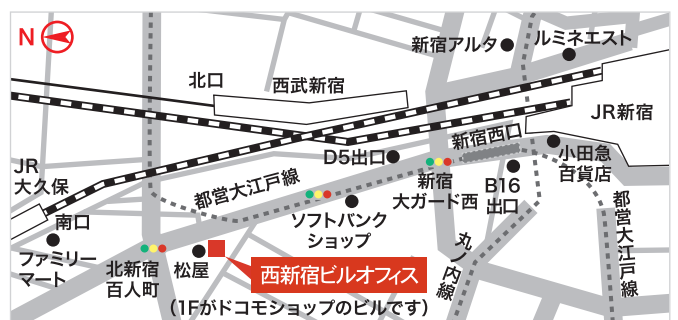 N
新宿アルタ
ルミネエスト
北口
西武新宿
JR新宿
新宿西口
D5出口
小田急
百貨店
JR
大久保
都営大江戸線
新宿
大ガード西
B16
出口
都営大江戸線
南口
ソフトバンク
ショップ
丸ノ内線
ファミリー
マート
北新宿
百人町
松屋
西新宿ビルオフィス
(1Fがドコモショップのビルです)